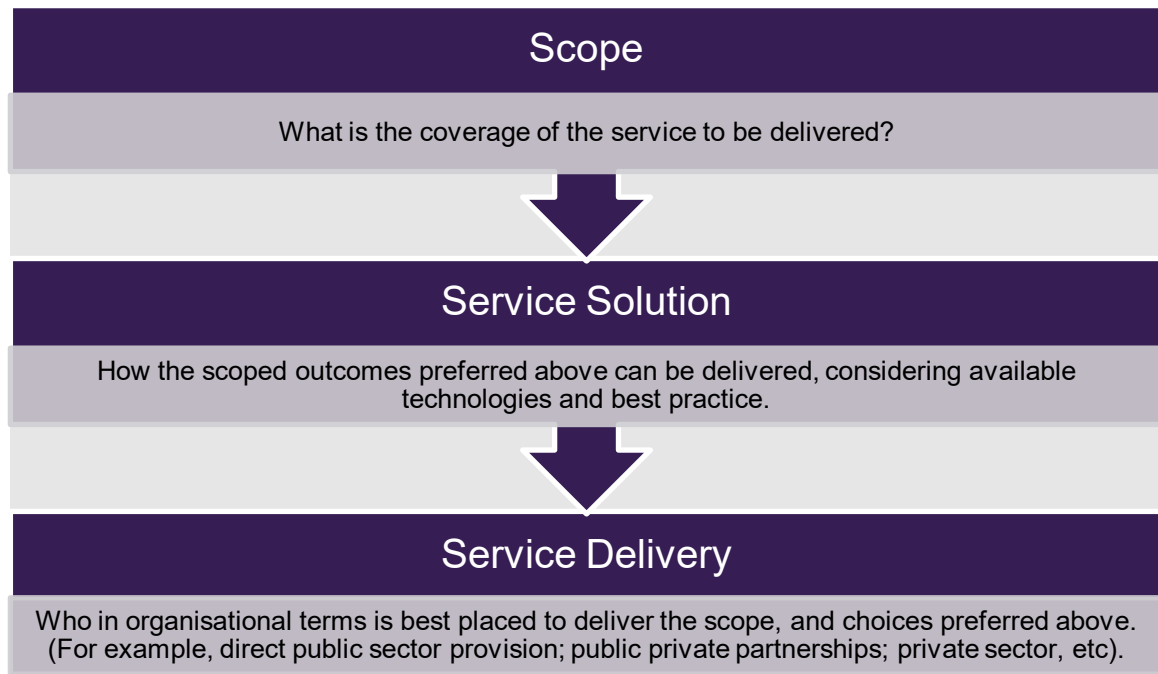 Scope
What is the coverage of the service to be delivered?
Service Solution
How the scoped outcomes preferred above can be delivered, considering available
technologies and best practice.
Service Delivery
Who in organisational terms is best placed to deliver the scope, and choices preferred above.
(For example, direct public sector provision; public private partnerships; private sector, etc).